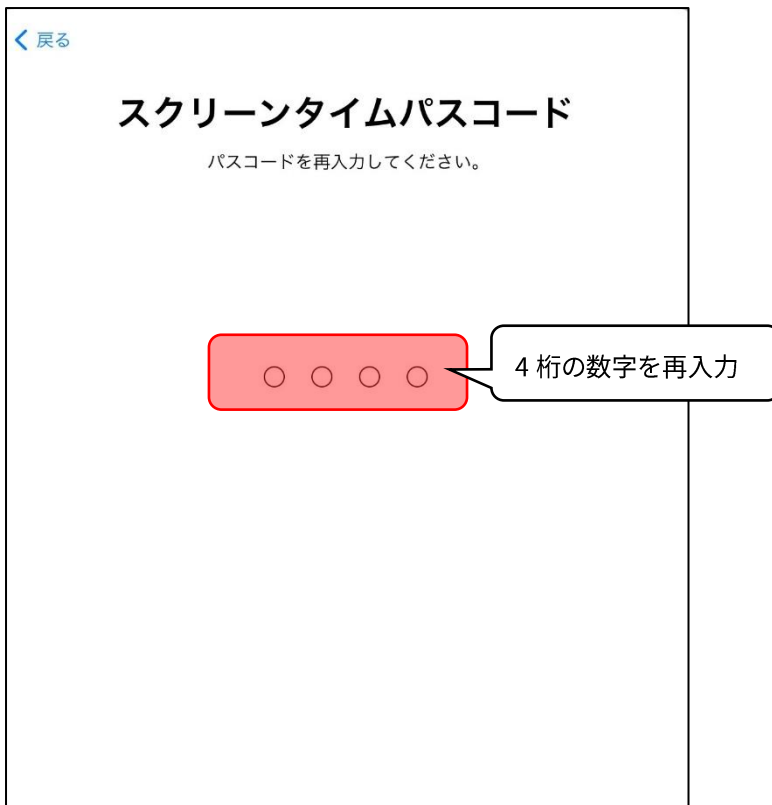 戻る
スクリーンタイムパスコード
パスコードを再入力してください。
4 桁の数字を再入力